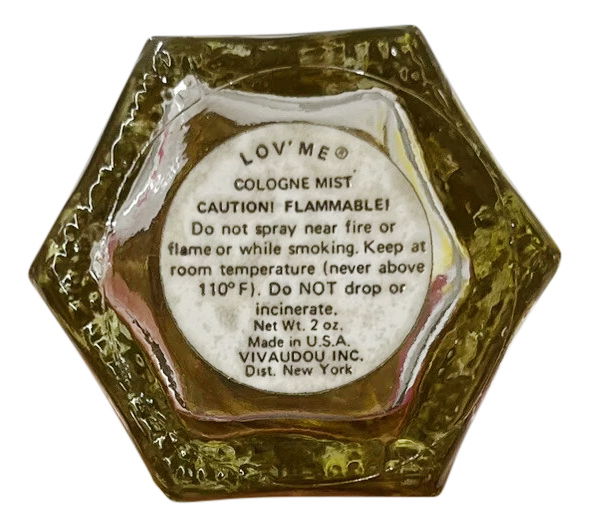 LOV' ME ®
COLOGNE MIST
CAUTION! FLAMMABLE!
Do not spray near fire or
flame or while smoking. Keep at
room temperature (never above
110° F). Do NOT drop or
incinerate.
Net Wt. 2 oz.
Made in U.S.A.
VIVAUDOU INC.
Dist. New York